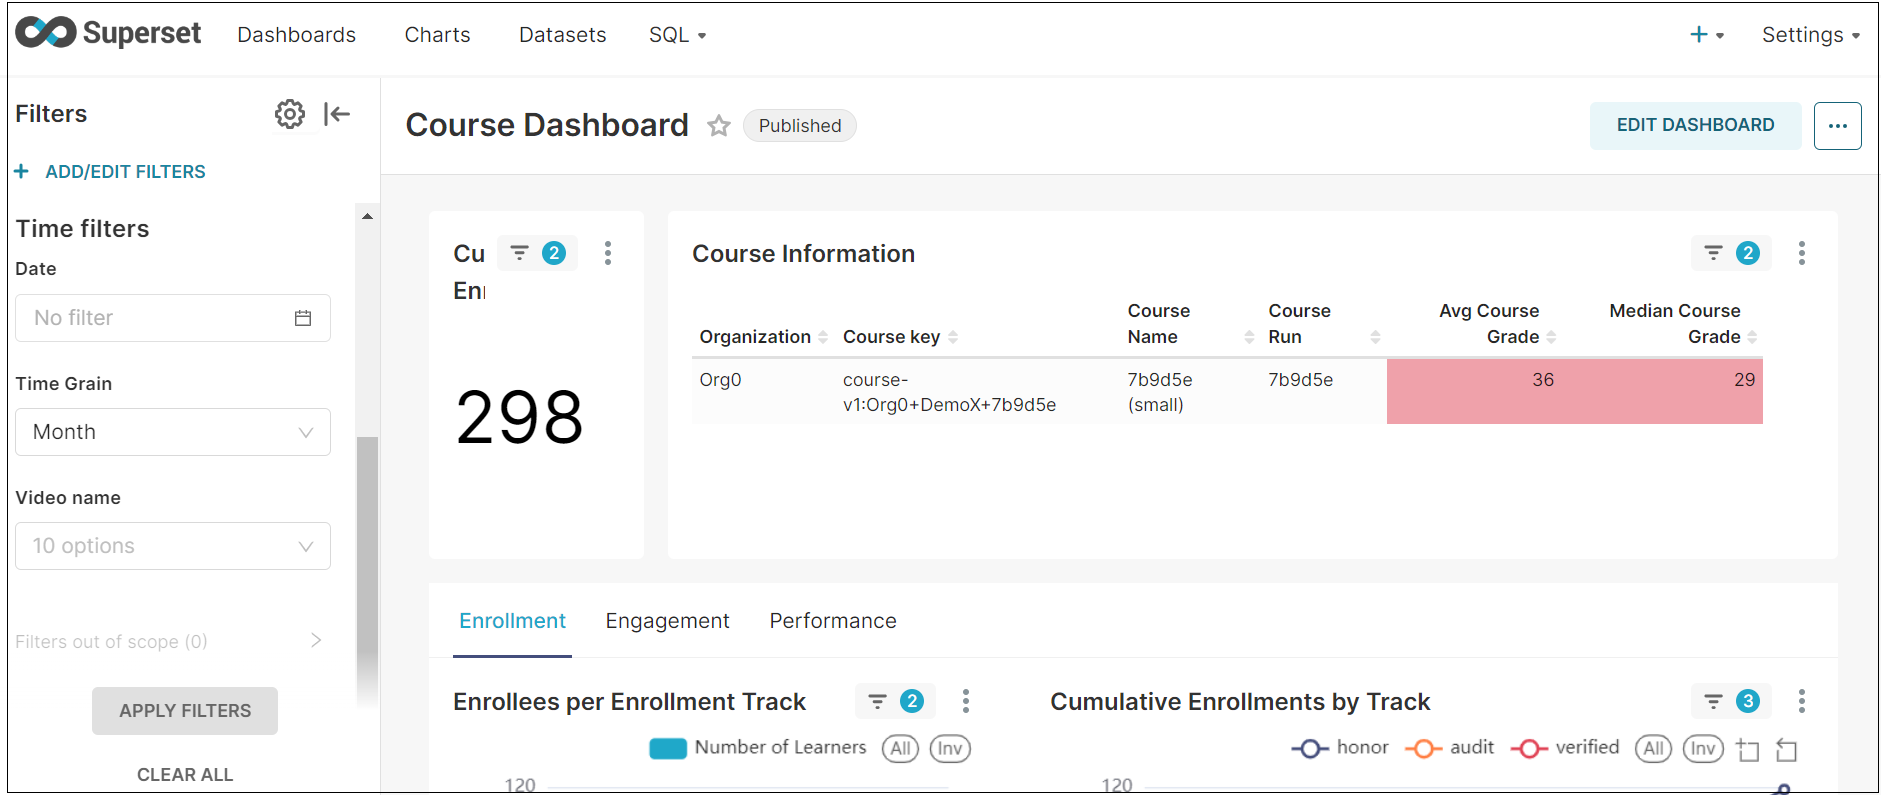 Superset Dashboards Charts Datasets SQL + Settings
Filters
+ ADD/EDIT FILTERS
Time filters
Date
No filter
Time Grain
Month
Video name
10 options
Filters out of scope (0)
APPLY FILTERS
CLEAR ALL
Course Dashboard Published
EDIT DASHBOARD ...
Cu 2
En
298
Course Information 2
Organization Course key Course Name Course Run Avg Course Grade Median Course Grade
Org0 course-v1:Org0+DemoX+7b9d5e 7b9d5e (small) 7b9d5e 36 29
Enrollment Engagement Performance
Enrollees per Enrollment Track 2
Number of Learners All Inv
120
Cumulative Enrollments by Track 3
honor audit verified All Inv
120